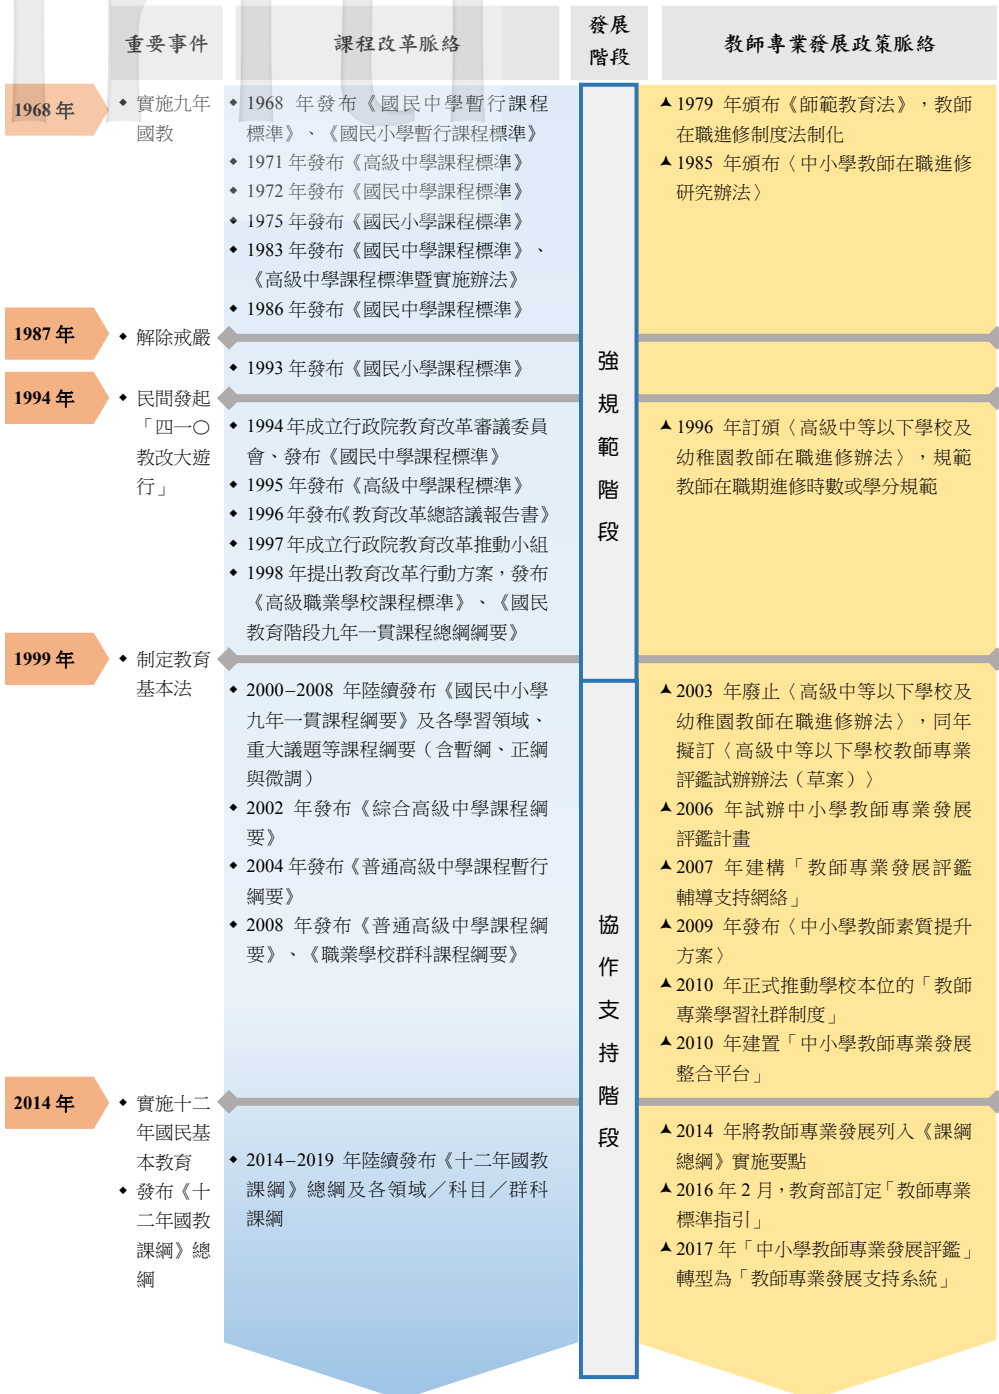 重要事件
課程改革脈絡
發展
階段
教師專業發展政策脈絡
1968 年
◆ 實施九年
國教
◆ 1968 年發布《國民中學暫行課程
標準》、《國民小學暫行課程標準》
◆ 1971 年發布《高級中學課程標準》
◆ 1972 年發布《國民中學課程標準》
◆ 1975 年發布《國民小學課程標準》
◆ 1983 年發布《國民中學課程標準》、
《高級中學課程標準暨實施辦法》
◆ 1986 年發布《國民中學課程標準》
▲ 1979 年頒布《師範教育法》，教師
在職進修制度法制化
▲ 1985 年頒布〈中小學教師在職進修
研究辦法〉
1987 年
◆ 解除戒嚴
◆ 1993 年發布《國民小學課程標準》
1994 年
◆ 民間發起
「四一○
教改大遊
行」
◆ 1994 年成立行政院教育改革審議委員
會、發布《國民中學課程標準》
◆ 1995 年發布《高級中學課程標準》
◆ 1996 年發布《教育改革總諮議報告書》
◆ 1997 年成立行政院教育改革推動小組
◆ 1998 年提出教育改革行動方案，發布
《高級職業學校課程標準》、《國民
教育階段九年一貫課程總綱綱要》
強規範階段
▲ 1996 年訂頒〈高級中等以下學校及
幼稚園教師在職進修辦法〉，規範
教師在職期進修時數或學分規範
1999 年
◆ 制定教育
基本法
◆ 2000–2008 年陸續發布《國民中小學
九年一貫課程綱要》及各學習領域、
重大議題等課程綱要（含暫綱、正綱
與微調）
◆ 2002 年發布《綜合高級中學課程綱
要》
◆ 2004 年發布《普通高級中學課程暫行
綱要》
◆ 2008 年發布《普通高級中學課程綱
要》、《職業學校群科課程綱要》
協作支持階段
▲ 2003 年廢止〈高級中等以下學校及
幼稚園教師在職進修辦法〉，同年
擬訂〈高級中等以下學校教師專業
評鑑試辦辦法（草案）〉
▲ 2006 年試辦中小學教師專業發展
評鑑計畫
▲ 2007 年建構「教師專業發展評鑑
輔導支持網絡」
▲ 2009 年發布〈中小學教師素質提升
方案〉
▲ 2010 年正式推動學校本位的「教師
專業學習社群制度」
▲ 2010 年建置「中小學教師專業發展
整合平台」
2014 年
◆ 實施十二
年國民基
本教育
◆ 發布《十
二年國教
課綱》總
綱
◆ 2014–2019 年陸續發布《十二年國教
課綱》總綱及各領域／科目／群科
課綱
▲ 2014 年將教師專業發展列入《課綱
總綱》實施要點
▲ 2016 年 2 月，教育部訂定「教師專業
標準指引」
▲ 2017 年「中小學教師專業發展評鑑」
轉型為「教師專業發展支持系統」